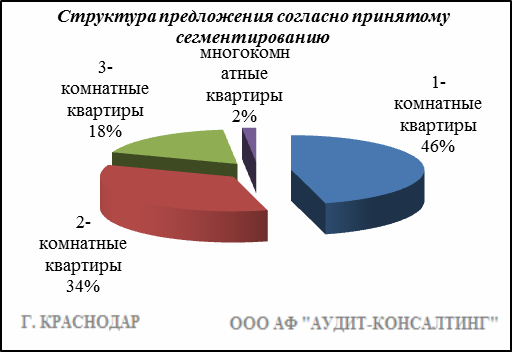 Структура предложения согласно принятому
сегментированию
многокомн
атные
квартиры
2%
3-
комнатные
квартиры
18%
1-
комнатные
квартиры
46%
2-
комнатные
квартиры
34%
Г. КРАСНОДАР
ООО АФ "АУДИТ-КОНСАЛТИНГ"